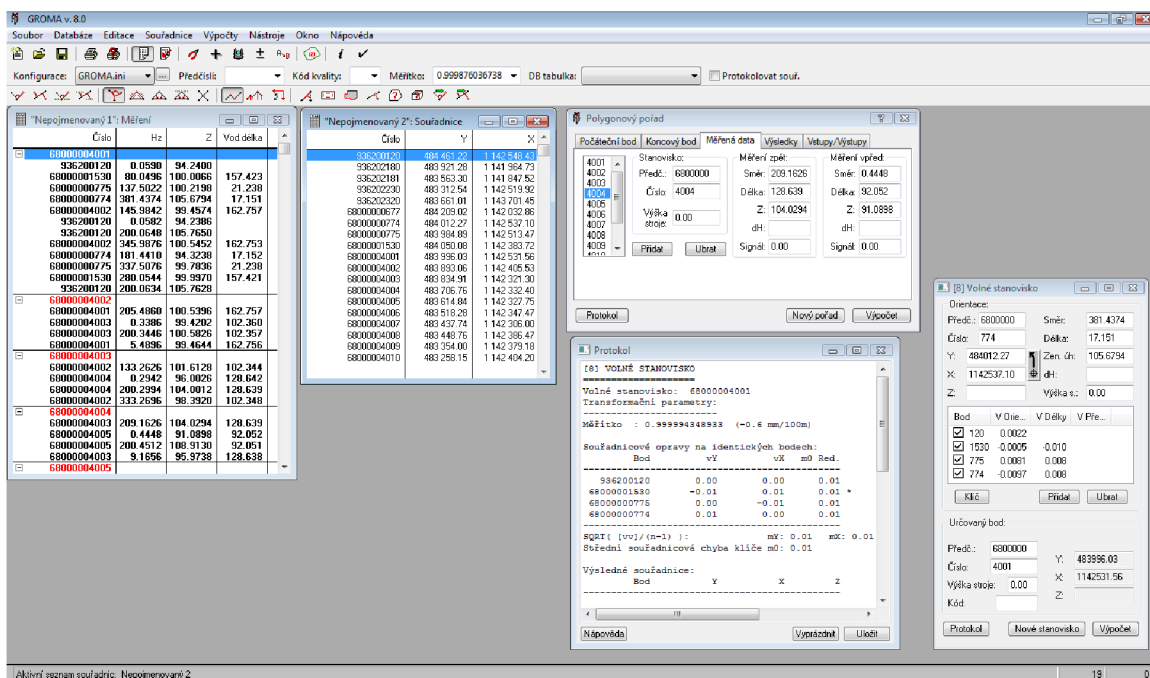 GROMA v. 8.0
Soubor Databáze Editace Souřadnice Výpočty Nástroje Okno Nápověda
Konfigurace: GROMA.ini Předčíslí: Kód kvality: Měřítko: 0.999876036738 DB tabulka: Protokolovat souř.
"Nepojmenovaný 1": Měření
Číslo Hz Z Vod.délka
68000004001
936200120 0.0590 94.2400
68000001530 80.0496 100.0066 157.423
68000000775 137.5022 100.2198 21.238
68000000774 381.4374 105.6794 17.151
68000004002 145.9842 99.4574 162.757
936200120 0.0582 94.2386
936200120 200.0648 105.7650
68000004002 345.9876 100.5452 162.753
68000000774 181.4410 94.3238 17.152
68000000775 337.5076 99.7836 21.238
68000001530 280.0544 99.9970 157.421
936200120 200.0634 105.7628
68000004002
68000004001 205.4860 100.5396 162.757
68000004003 0.3386 99.4202 102.360
68000004003 200.3446 100.5826 102.357
68000004001 5.4896 99.4644 162.756
68000004003
68000004002 133.2626 101.6128 102.344
68000004004 0.2942 96.0026 128.642
68000004004 200.2994 104.0012 128.639
68000004002 333.2696 98.3920 102.348
68000004004
68000004003 209.1626 104.0294 128.639
68000004005 0.4448 91.0898 92.052
68000004005 200.4512 108.9130 92.051
68000004003 9.1656 95.9738 128.638
68000004005
"Nepojmenovaný 2": Souřadnice
Číslo Y X
936200120 484 461.22 1 142 548.43
936202180 483 921.28 1 141 964.73
936202181 483 563.30 1 141 847.52
936202230 483 312.54 1 142 519.92
936202320 483 661.01 1 143 701.45
68000000677 484 209.02 1 142 032.86
68000000774 484 012.27 1 142 537.10
68000000775 483 984.89 1 142 513.47
68000001530 484 050.08 1 142 383.72
68000004001 483 996.03 1 142 531.56
68000004002 483 893.06 1 142 405.53
68000004003 483 834.91 1 142 321.30
68000004004 483 706.76 1 142 332.40
68000004005 483 614.84 1 142 327.75
68000004006 483 518.28 1 142 347.47
68000004007 483 437.74 1 142 306.00
68000004008 483 448.76 1 142 386.47
68000004009 483 354.00 1 142 379.18
68000004010 483 258.15 1 142 404.20
Polygonový pořad
Počáteční bod Koncový bod Měřená data Výsledky Vstupy/Výstupy
4001
4002
4003
4004
4005
4006
4007
4008
4009
4010
Stanovisko:
Předč.: 6800000
Číslo: 4004
Výška stroje: 0.00
Přidat Ubrat
Měření zpět:
Směr: 209.1626
Délka: 128.639
Z: 104.0294
dH:
Signál: 0.00
Měření vpřed:
Směr: 0.4448
Délka: 92.052
Z: 91.0898
dH:
Signál: 0.00
Protokol Nový pořad Výpočet
Protokol
[8] VOLNÉ STANOVISKO
====================
Volné stanovisko: 68000004001
Transformační parametry:
Měřítko : 0.999994348933 (-0.6 mm/100m)
Souřadnicové opravy na identických bodech:
Bod vY vX m0 Red.
936200120 0.00 0.00 0.01
68000001530 -0.01 0.01 0.01 *
68000000775 0.00 -0.01 0.01
68000000774 0.01 0.00 0.01
SQRT( [vv]/(n-1) ): mY: 0.01 mX: 0.01
Střední souřadnicová chyba klíče m0: 0.01
Výsledné souřadnice:
Bod Y X Z
Nápověda Vyprázdnit Uložit
[8] Volné stanovisko
Orientace:
Předč.: 6800000 Směr: 381.4374
Číslo: 774 Délka: 17.151
Y: 484012.27 Zen. úh: 105.6794
X: 1142537.10 dH:
Z: Výška s.: 0.00
Bod V Orie... V Délky V Pře...
120 0.0022
1530 -0.0005 -0.010
775 0.0081 0.008
774 -0.0097 0.008
Klíč Přidat Ubrat
Určovaný bod:
Předč.: 6800000
Číslo: 4001
Výška stroje: 0.00
Kód:
Y: 483996.03
X: 1142531.56
Z:
Protokol Nové stanovisko Výpočet
Aktivní seznam souřadnic: Nepojmenovaný 2 19 0